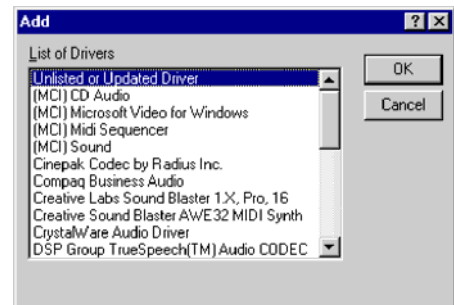 Add
List of Drivers
Unlisted or Updated Driver
(MCI) CD Audio
(MCI) Microsoft Video for Windows
(MCI) Midi Sequencer
(MCI) Sound
Cinepak Codec by Radius Inc.
Compaq Business Audio
Creative Labs Sound Blaster 1.X, Pro, 16
Creative Sound Blaster AWE32 MIDI Synth
CrystalWare Audio Driver
DSP Group TrueSpeech(TM) Audio CODEC
OK
Cancel